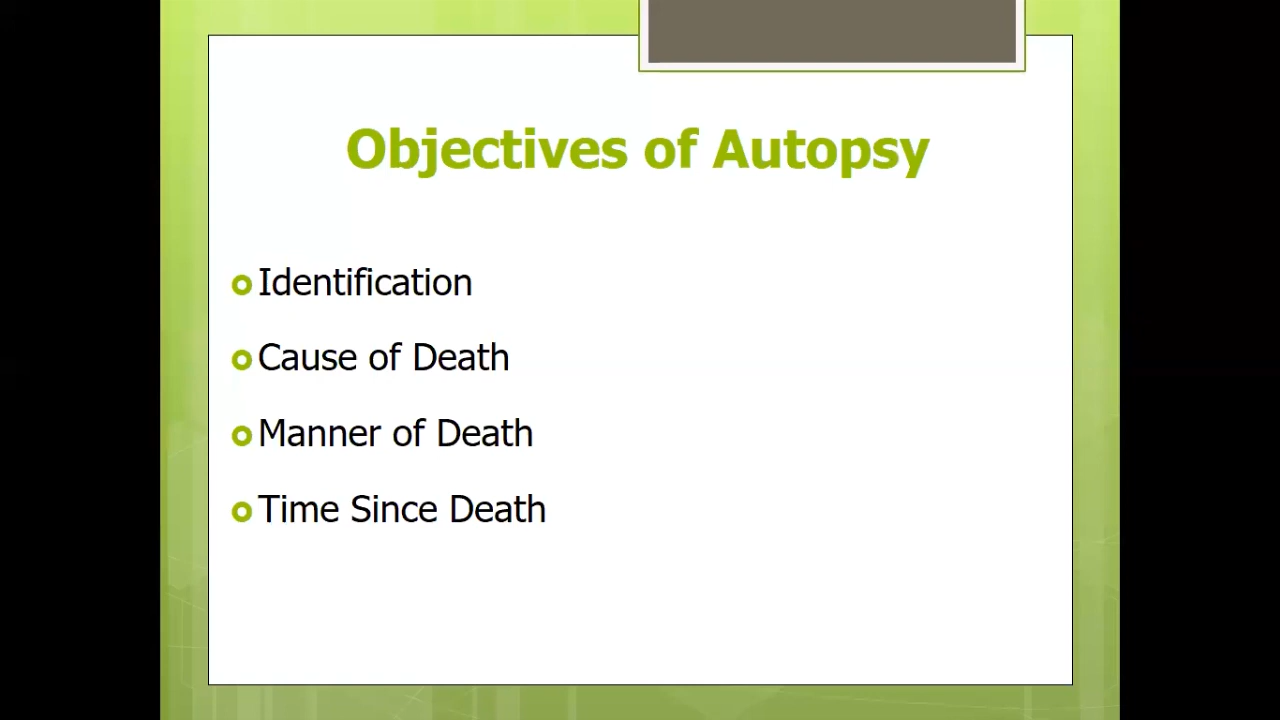 Objectives of Autopsy
Identification
Cause of Death
Manner of Death
Time Since Death